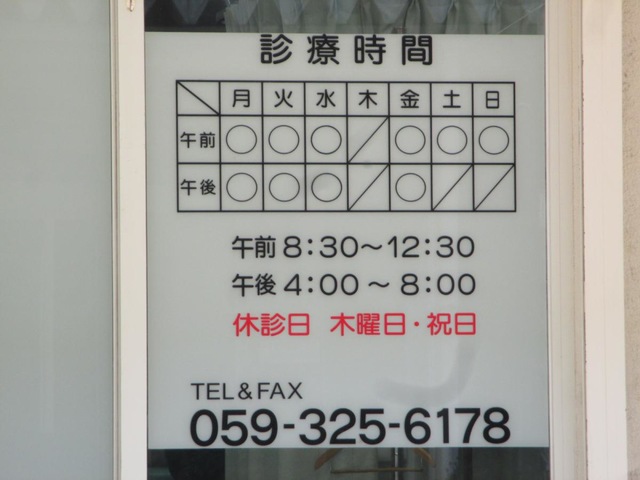 診療時間
月 火 水 木 金 土 日
午前 ○ ○ ○ ／ ○ ○ ○
午後 ○ ○ ○ ／ ○ ／ ／
午前 8:30～12:30
午後 4:00～8:00
休診日 木曜日・祝日
TEL&FAX
059-325-6178